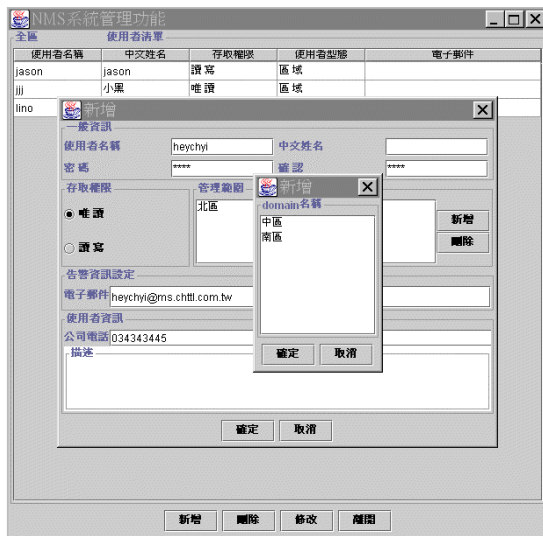 NMS系統管理功能
全區 使用者清單
使用者名稱 中文姓名 存取權限 使用者型態 電子郵件
jason jason 讀寫 區域
jjj 小黑 唯讀 區域
lino
新增
一般資訊
使用者名稱 heychyi 中文姓名
密碼 **** 確認 ****
存取權限 管理範圍
唯讀
讀寫
北區
新增
刪除
新增
domain名稱
中區
南區
確定 取消
告警資訊設定
電子郵件 heychyi@ms.chttl.com.tw
使用者資訊
公司電話 034343445
描述
確定 取消
新增 刪除 修改 離開